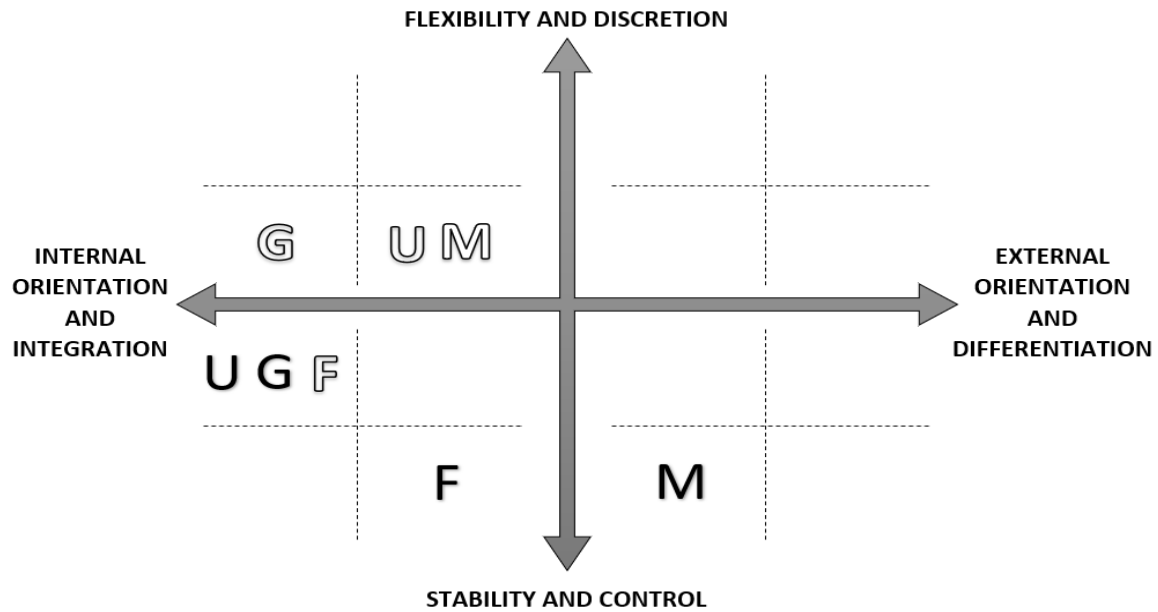 FLEXIBILITY AND DISCRETION
G U M
INTERNAL
ORIENTATION
AND
INTEGRATION
EXTERNAL
ORIENTATION
AND
DIFFERENTIATION
U G F
F M
STABILITY AND CONTROL